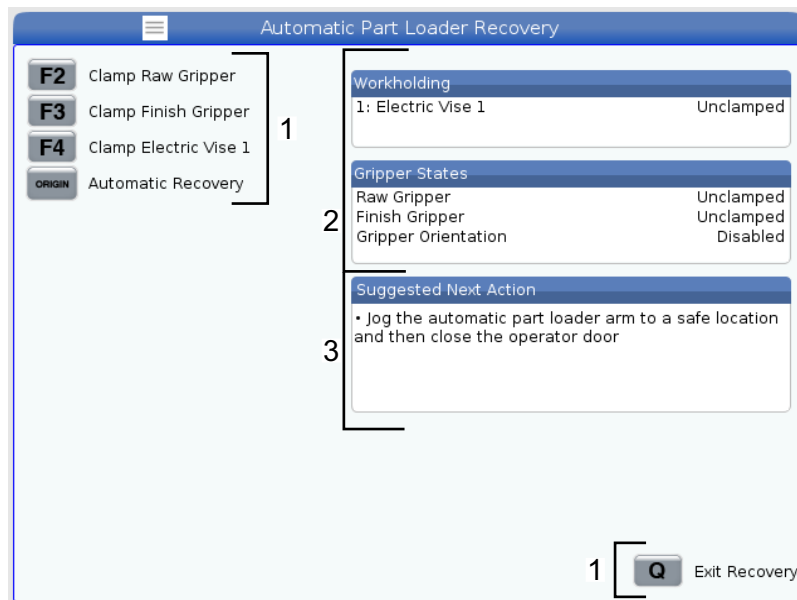 Automatic Part Loader Recovery
F2 Clamp Raw Gripper
F3 Clamp Finish Gripper
F4 Clamp Electric Vise 1
ORIGIN Automatic Recovery
1
2
Workholding
1: Electric Vise 1 Unclamped
Gripper States
Raw Gripper Unclamped
Finish Gripper Unclamped
Gripper Orientation Disabled
3
Suggested Next Action
• Jog the automatic part loader arm to a safe location
and then close the operator door
1
Q Exit Recovery